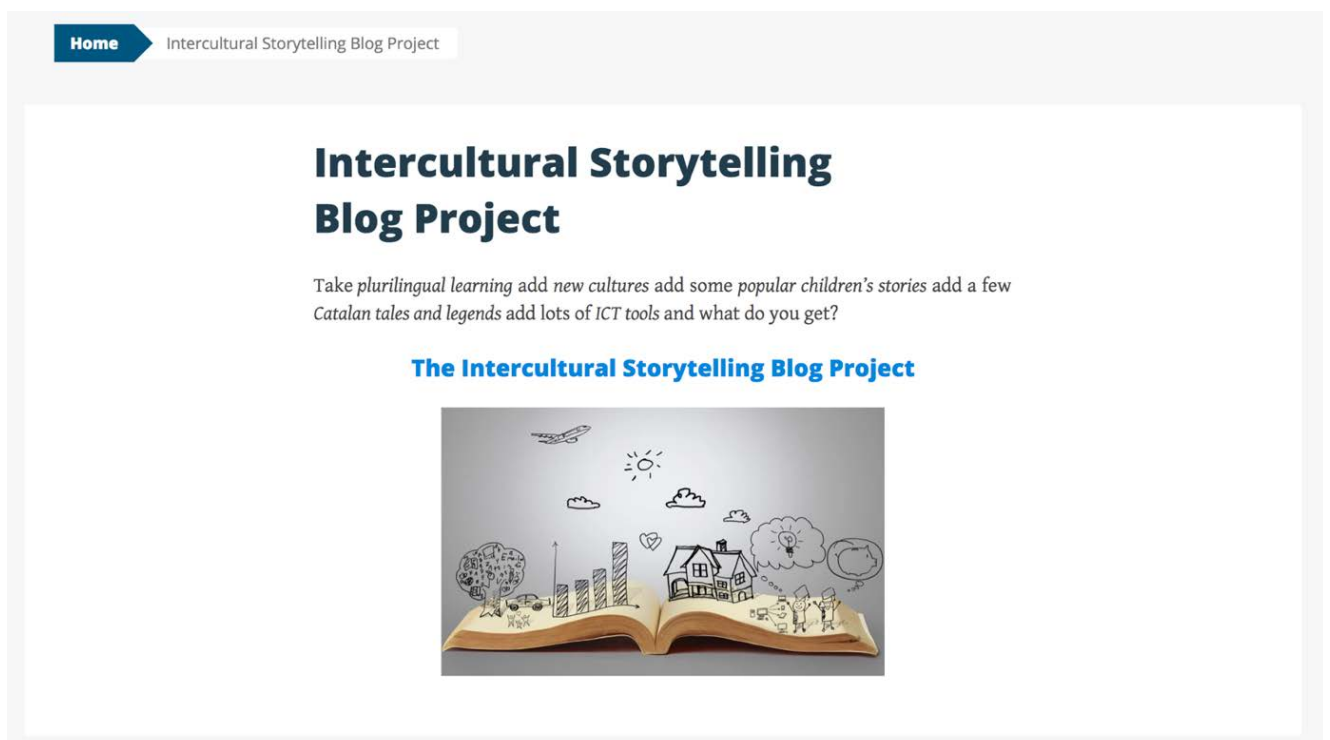 Home
Intercultural Storytelling Blog Project
Intercultural Storytelling
Blog Project
Take plurilingual learning add new cultures add some popular children's stories add a few
Catalan tales and legends add lots of ICT tools and what do you get?
The Intercultural Storytelling Blog Project